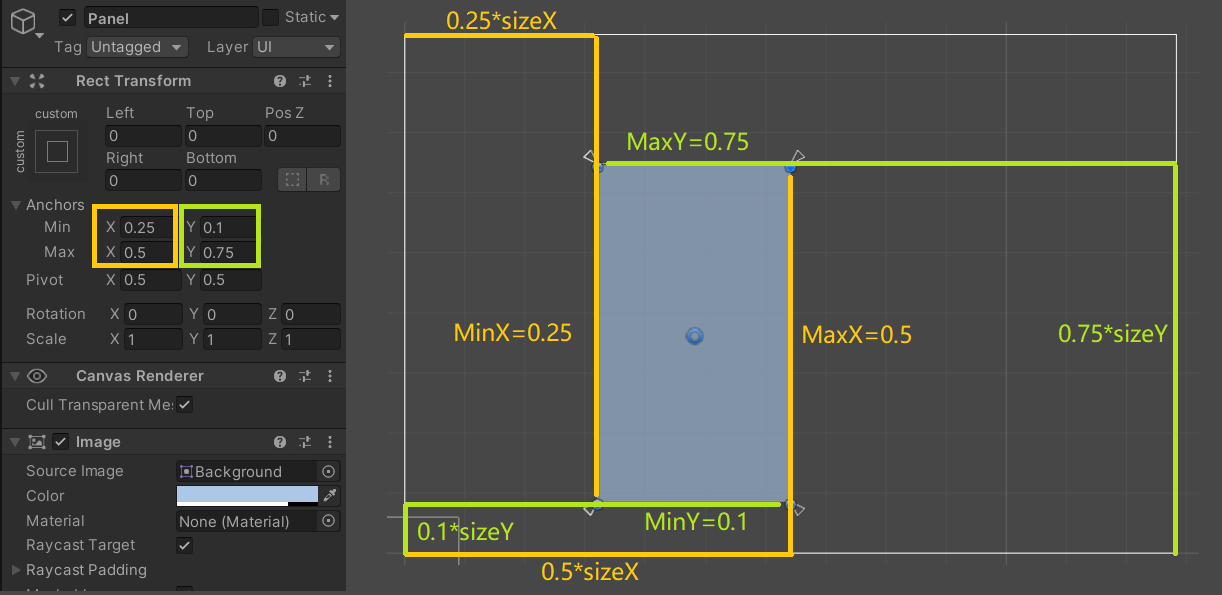 Panel
Static
Tag Untagged Layer UI
Rect Transform
custom
custom
Left Top Pos Z
0 0 0
Right Bottom
0 0 R
Anchors
Min X 0.25 Y 0.1
Max X 0.5 Y 0.75
Pivot X 0.5 Y 0.5
Rotation X 0 Y 0 Z 0
Scale X 1 Y 1 Z 1
Canvas Renderer
Cull Transparent Me
Image
Source Image Background
Color
Material None (Material)
Raycast Target
Raycast Padding
0.25*sizeX
MaxY=0.75
MinX=0.25
MaxX=0.5
0.75*sizeY
0.1*sizeY
MinY=0.1
0.5*sizeX